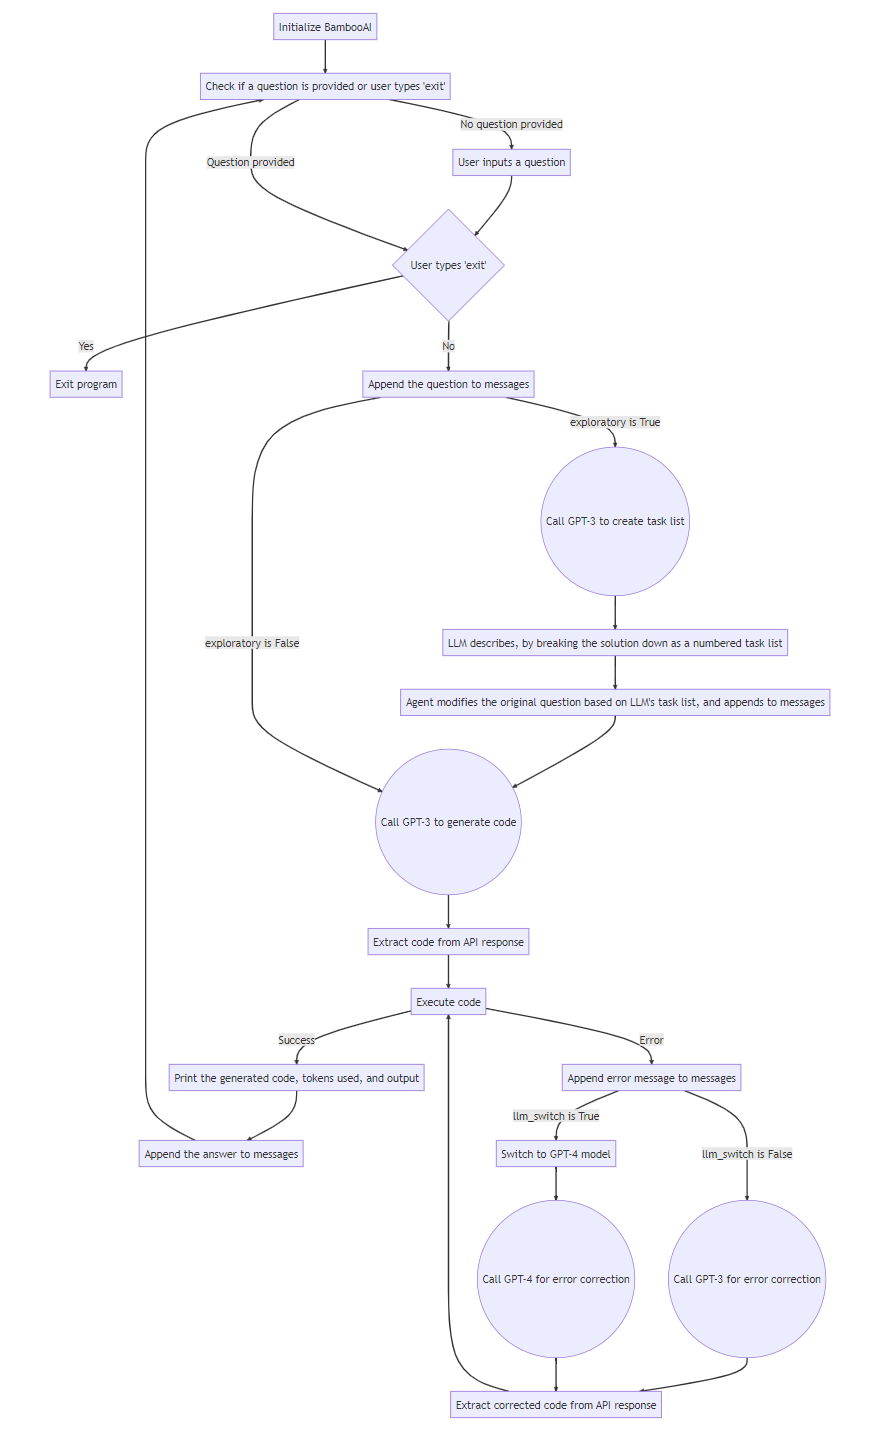 Initialize BambooAI
Check if a question is provided or user types 'exit'
No question provided
Question provided
User inputs a question
User types 'exit'
Yes
No
Exit program
Append the question to messages
exploratory is True
Call GPT-3 to create task list
exploratory is False
LLM describes, by breaking the solution down as a numbered task list
Agent modifies the original question based on LLM's task list, and appends to messages
Call GPT-3 to generate code
Extract code from API response
Execute code
Success
Error
Print the generated code, tokens used, and output
Append error message to messages
llm_switch is True
Append the answer to messages
Switch to GPT-4 model
llm_switch is False
Call GPT-4 for error correction
Call GPT-3 for error correction
Extract corrected code from API response